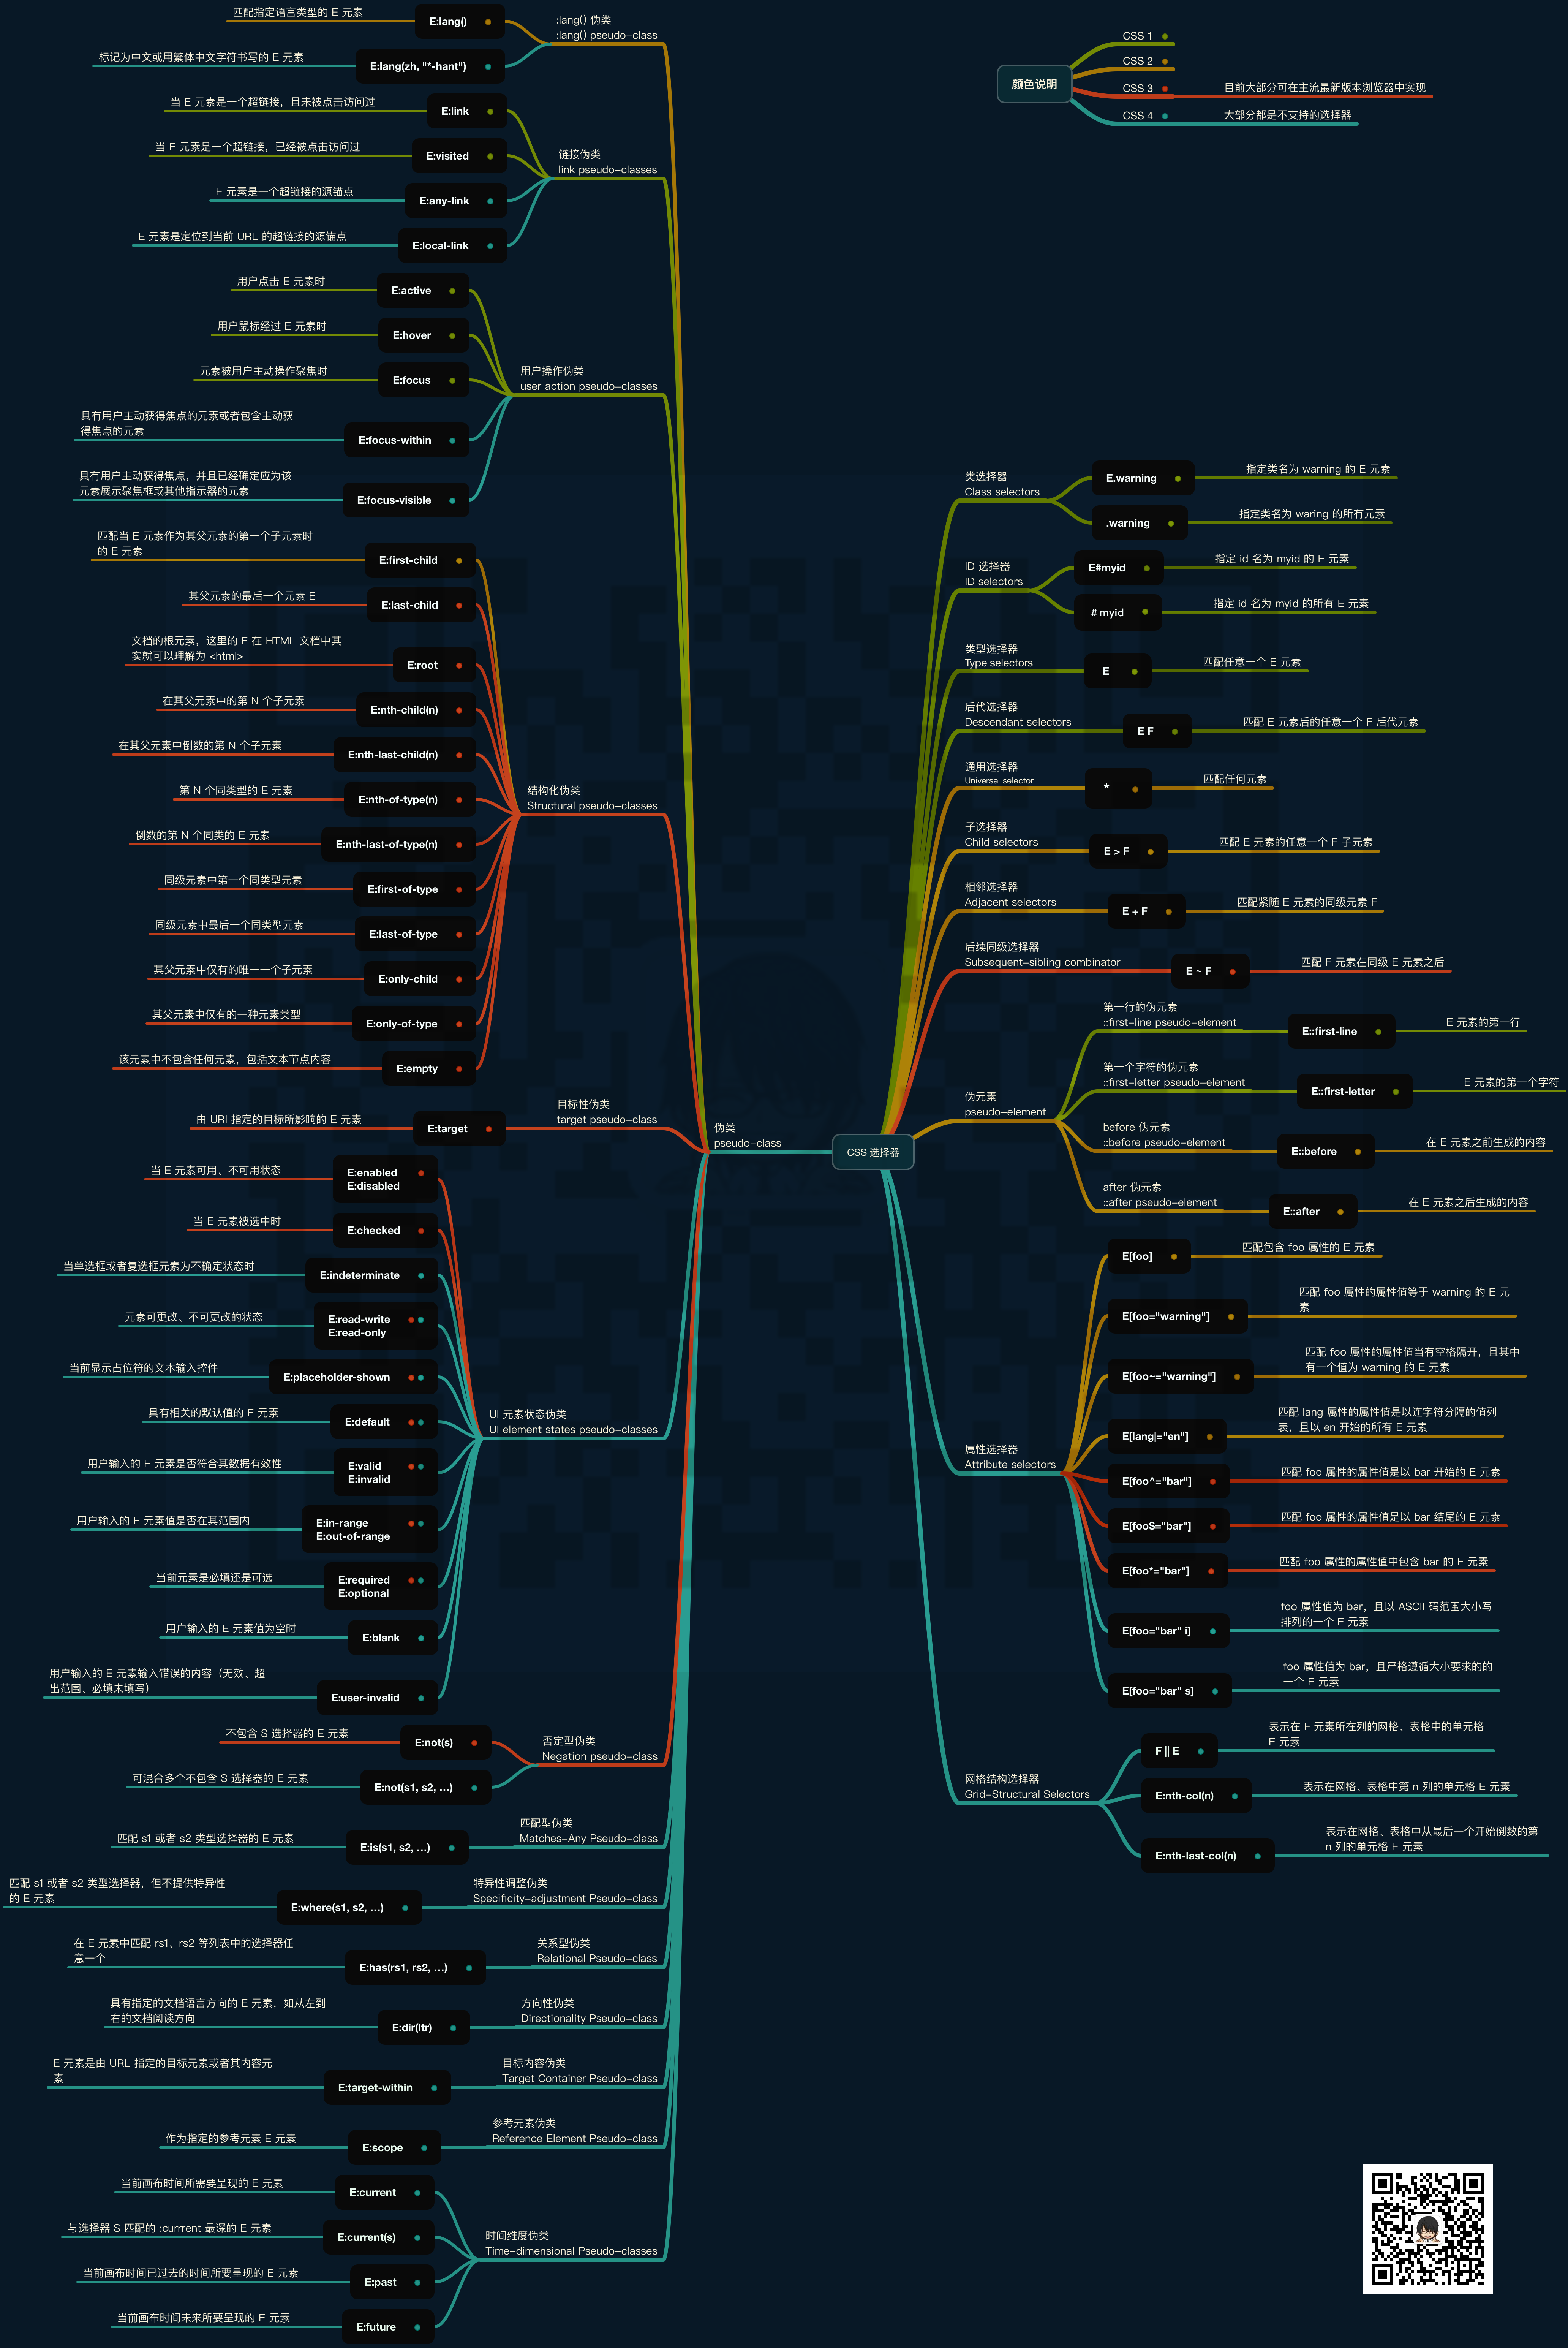 匹配指定语言类型的 E 元素
E:lang()
:lang() 伪类
:lang() pseudo-class
标记为中文或用繁体中文字符书写的 E 元素
E:lang(zh, "*-hant")
当 E 元素是一个超链接，且未被点击访问过
E:link
当 E 元素是一个超链接，已经被点击访问过
E:visited
链接伪类
link pseudo-classes
E 元素是一个超链接的源锚点
E:any-link
E 元素是定位到当前 URL 的超链接的源锚点
E:local-link
用户点击 E 元素时
E:active
用户鼠标经过 E 元素时
E:hover
元素被用户主动操作聚焦时
E:focus
用户操作伪类
user action pseudo-classes
具有用户主动获得焦点的元素或者包含主动获
得焦点的元素
E:focus-within
具有用户主动获得焦点，并且已经确定应为该
元素展示聚焦框或其他指示器的元素
E:focus-visible
匹配当 E 元素作为其父元素的第一个子元素时
的 E 元素
E:first-child
其父元素的最后一个元素 E
E:last-child
文档的根元素，这里的 E 在 HTML 文档中其
实就可以理解为 <html>
E:root
在其父元素中的第 N 个子元素
E:nth-child(n)
在其父元素中倒数的第 N 个子元素
E:nth-last-child(n)
第 N 个同类型的 E 元素
E:nth-of-type(n)
结构化伪类
Structural pseudo-classes
倒数的第 N 个同类的 E 元素
E:nth-last-of-type(n)
同级元素中第一个同类型元素
E:first-of-type
同级元素中最后一个同类型元素
E:last-of-type
其父元素中仅有的唯一一个子元素
E:only-child
其父元素中仅有的一种元素类型
E:only-of-type
该元素中不包含任何元素，包括文本节点内容
E:empty
由 URI 指定的目标所影响的 E 元素
E:target
目标性伪类
target pseudo-class
伪类
pseudo-class
当 E 元素可用、不可用状态
E:enabled
E:disabled
当 E 元素被选中时
E:checked
当单选框或者复选框元素为不确定状态时
E:indeterminate
元素可更改、不可更改的状态
E:read-write
E:read-only
当前显示占位符的文本输入控件
E:placeholder-shown
具有相关的默认值的 E 元素
E:default
UI 元素状态伪类
UI element states pseudo-classes
用户输入的 E 元素是否符合其数据有效性
E:valid
E:invalid
用户输入的 E 元素值是否在其范围内
E:in-range
E:out-of-range
当前元素是必填还是可选
E:required
E:optional
用户输入的 E 元素值为空时
E:blank
用户输入的 E 元素输入错误的内容（无效、超
出范围、必填未填写）
E:user-invalid
不包含 S 选择器的 E 元素
E:not(s)
否定型伪类
Negation pseudo-class
可混合多个不包含 S 选择器的 E 元素
E:not(s1, s2, …)
匹配 s1 或者 s2 类型选择器的 E 元素
E:is(s1, s2, …)
匹配型伪类
Matches-Any Pseudo-class
匹配 s1 或者 s2 类型选择器，但不提供特异性
的 E 元素
E:where(s1, s2, …)
特异性调整伪类
Specificity-adjustment Pseudo-class
在 E 元素中匹配 rs1、rs2 等列表中的选择器任
意一个
E:has(rs1, rs2, …)
关系型伪类
Relational Pseudo-class
具有指定的文档语言方向的 E 元素，如从左到
右的文档阅读方向
E:dir(ltr)
方向性伪类
Directionality Pseudo-class
E 元素是由 URL 指定的目标元素或者其内容元
素
E:target-within
目标内容伪类
Target Container Pseudo-class
作为指定的参考元素 E 元素
E:scope
参考元素伪类
Reference Element Pseudo-class
当前画布时间所需要呈现的 E 元素
E:current
与选择器 S 匹配的 :currrent 最深的 E 元素
E:current(s)
时间维度伪类
Time-dimensional Pseudo-classes
当前画布时间已过去的时间所要呈现的 E 元素
E:past
当前画布时间未来所要呈现的 E 元素
E:future
CSS 选择器
颜色说明
CSS 1
CSS 2
CSS 3
目前大部分可在主流最新版本浏览器中实现
CSS 4
大部分都是不支持的选择器
类选择器
Class selectors
E.warning
指定类名为 warning 的 E 元素
.warning
指定类名为 waring 的所有元素
ID 选择器
ID selectors
E#myid
指定 id 名为 myid 的 E 元素
# myid
指定 id 名为 myid 的所有 E 元素
类型选择器
Type selectors
E
匹配任意一个 E 元素
后代选择器
Descendant selectors
E F
匹配 E 元素后的任意一个 F 后代元素
通用选择器
Universal selector
*
匹配任何元素
子选择器
Child selectors
E > F
匹配 E 元素的任意一个 F 子元素
相邻选择器
Adjacent selectors
E + F
匹配紧随 E 元素的同级元素 F
后续同级选择器
Subsequent-sibling combinator
E ~ F
匹配 F 元素在同级 E 元素之后
伪元素
pseudo-element
第一行的伪元素
::first-line pseudo-element
E::first-line
E 元素的第一行
第一个字符的伪元素
::first-letter pseudo-element
E::first-letter
E 元素的第一个字符
before 伪元素
::before pseudo-element
E::before
在 E 元素之前生成的内容
after 伪元素
::after pseudo-element
E::after
在 E 元素之后生成的内容
属性选择器
Attribute selectors
E[foo]
匹配包含 foo 属性的 E 元素
E[foo="warning"]
匹配 foo 属性的属性值等于 warning 的 E 元
素
E[foo~="warning"]
匹配 foo 属性的属性值当有空格隔开，且其中
有一个值为 warning 的 E 元素
E[lang|="en"]
匹配 lang 属性的属性值是以连字符分隔的值列
表，且以 en 开始的所有 E 元素
E[foo^="bar"]
匹配 foo 属性的属性值是以 bar 开始的 E 元素
E[foo$="bar"]
匹配 foo 属性的属性值是以 bar 结尾的 E 元素
E[foo*="bar"]
匹配 foo 属性的属性值中包含 bar 的 E 元素
E[foo="bar" i]
foo 属性值为 bar，且以 ASCII 码范围大小写
排列的一个 E 元素
E[foo="bar" s]
foo 属性值为 bar，且严格遵循大小要求的的
一个 E 元素
网格结构选择器
Grid-Structural Selectors
F || E
表示在 F 元素所在列的网格、表格中的单元格
E 元素
E:nth-col(n)
表示在网格、表格中第 n 列的单元格 E 元素
E:nth-last-col(n)
表示在网格、表格中从最后一个开始倒数的第
n 列的单元格 E 元素